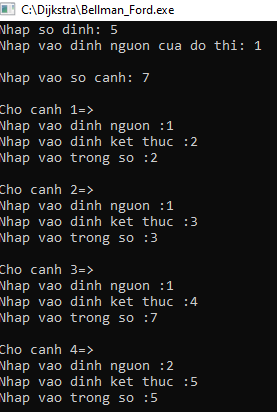 C:\Dijkstra\Bellman_Ford.exe
Nhap so dinh: 5
Nhap vao dinh nguon cua do thi: 1
Nhap vao so canh: 7
Cho canh 1=>
Nhap vao dinh nguon :1
Nhap vao dinh ket thuc :2
Nhap vao trong so :2
Cho canh 2=>
Nhap vao dinh nguon :1
Nhap vao dinh ket thuc :3
Nhap vao trong so :3
Cho canh 3=>
Nhap vao dinh nguon :1
Nhap vao dinh ket thuc :4
Nhap vao trong so :7
Cho canh 4=>
Nhap vao dinh nguon :2
Nhap vao dinh ket thuc :5
Nhap vao trong so :5